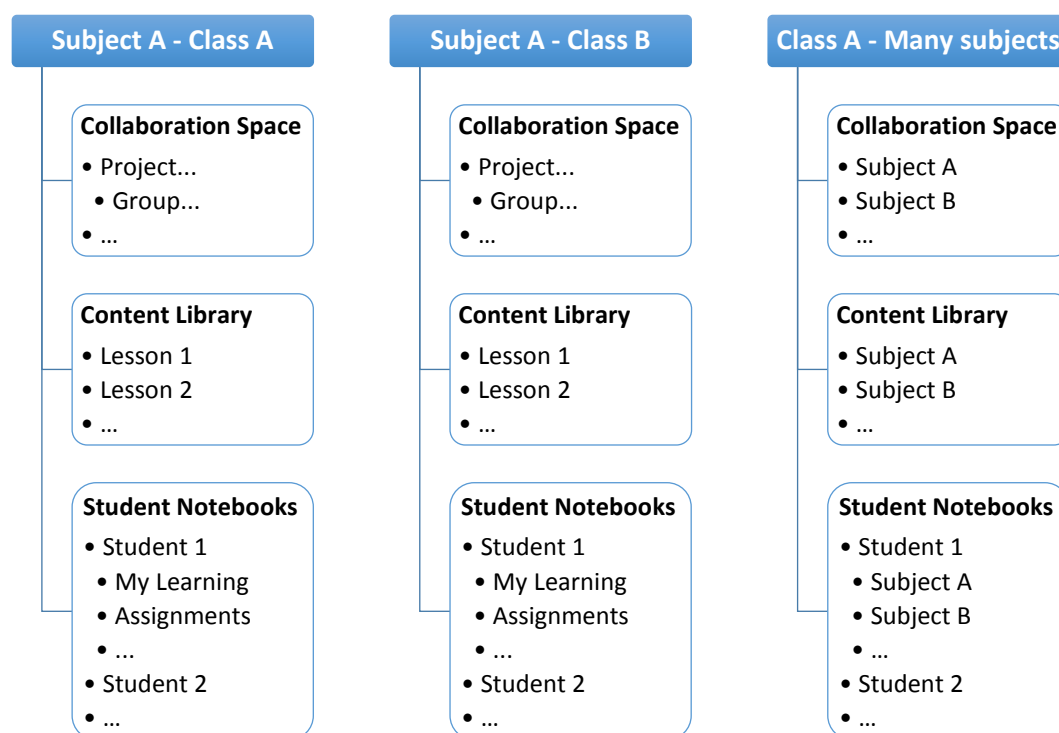 Subject A - Class A
Collaboration Space
• Project...
• Group...
• ...
Content Library
• Lesson 1
• Lesson 2
• ...
Student Notebooks
• Student 1
• My Learning
• Assignments
• ...
• Student 2
• ...
Subject A - Class B
Collaboration Space
• Project...
• Group...
• ...
Content Library
• Lesson 1
• Lesson 2
• ...
Student Notebooks
• Student 1
• My Learning
• Assignments
• ...
• Student 2
• ...
Class A - Many subjects
Collaboration Space
• Subject A
• Subject B
• ...
Content Library
• Subject A
• Subject B
• ...
Student Notebooks
• Student 1
• Subject A
• Subject B
• ...
• Student 2
• ...